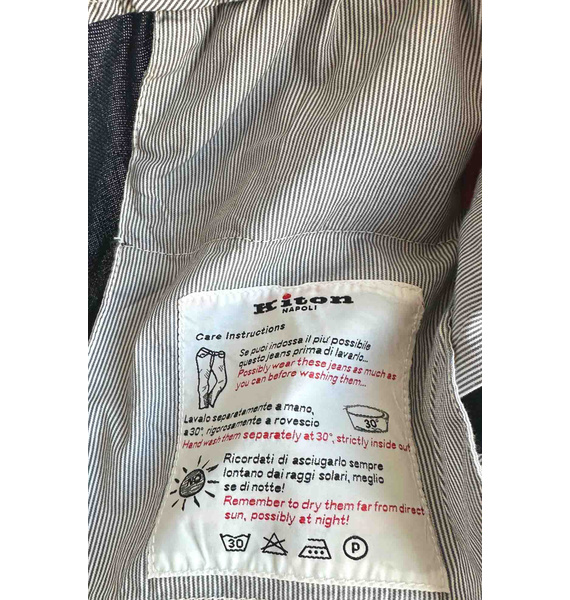 Kiton
NAPOLI
Care Instructions
Se puoi indossa il piu' possibile
questo jeans prima di lavarlo...
Possibly wear these jeans as much as
you can before washing them...
Lavalo separatamente a mano,
a 30°, rigorosamente a rovescio
30°
Hand wash them separately at 30°, strictly inside out
NO
Ricordati di asciugarlo sempre
lontano dai raggi solari, meglio
se di notte!
Remember to dry them far from direct
sun, possibly at night!
30 P